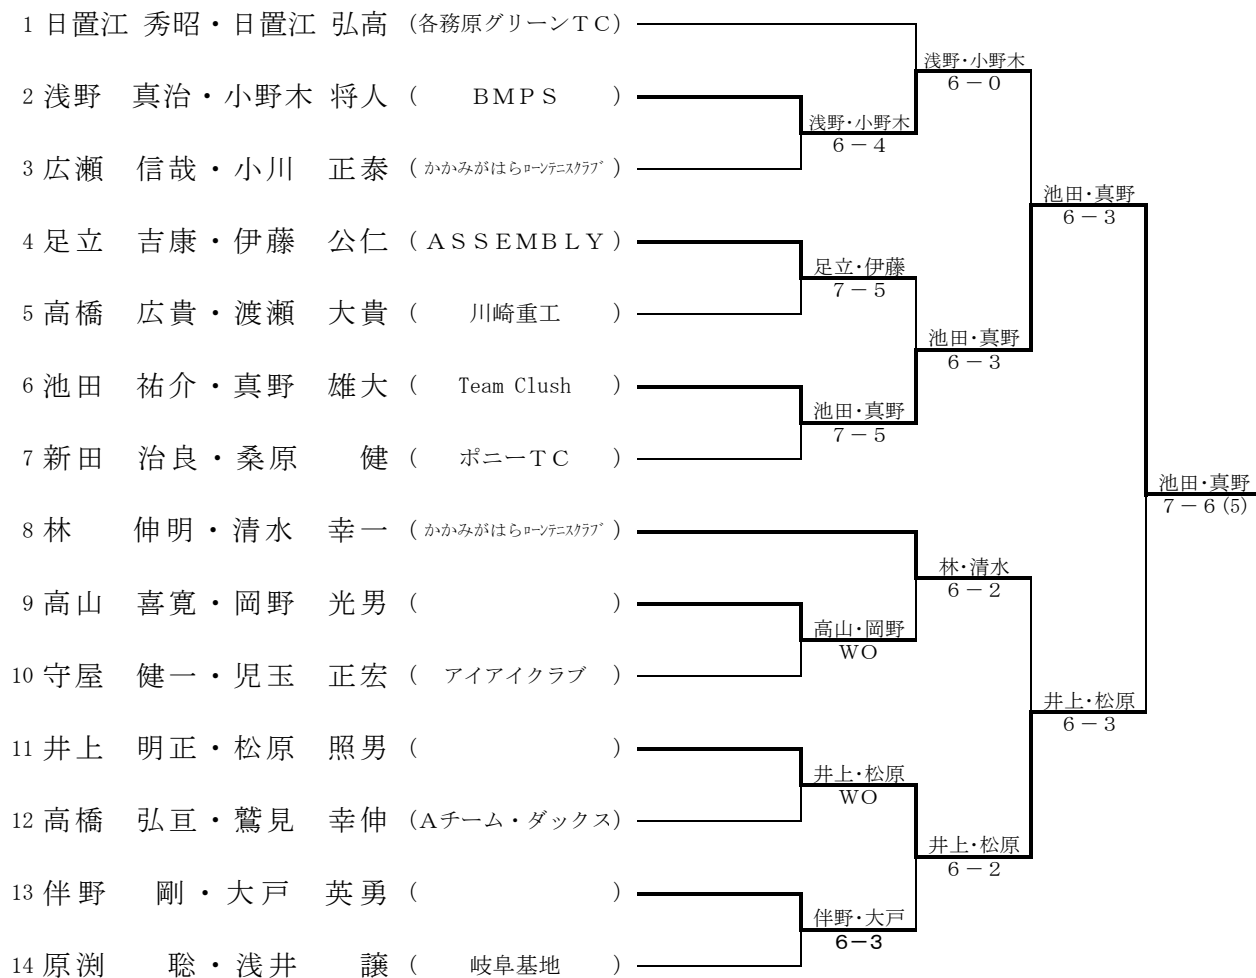 1 日置江 秀昭・日置江 弘高 (各務原グリーンTC)
2 浅野 真治・小野木 将人 ( BMPS )
3 広瀬 信哉・小川 正泰 (かかみがはらローンテニスクラブ)
4 足立 吉康・伊藤 公仁 (ASSEMBLY)
5 高橋 広貴・渡瀬 大貴 ( 川崎重工 )
6 池田 祐介・真野 雄大 ( Team Clush )
7 新田 治良・桑原 健 ( ポニーTC )
8 林 伸明・清水 幸一 (かかみがはらローンテニスクラブ)
9 高山 喜寛・岡野 光男 ( )
10 守屋 健一・児玉 正宏 ( アイアイクラブ )
11 井上 明正・松原 照男 ( )
12 高橋 弘亘・鷲見 幸伸 (Aチーム・ダックス)
13 伴野 剛・大戸 英勇 ( )
14 原渕 聡・浅井 譲 ( 岐阜基地 )
浅野・小野木
6-4
足立・伊藤
7-5
池田・真野
7-5
高山・岡野
WO
井上・松原
WO
伴野・大戸
6-3
浅野・小野木
6-0
池田・真野
6-3
林・清水
6-2
井上・松原
6-2
池田・真野
6-3
井上・松原
6-3
池田・真野
7-6(5)